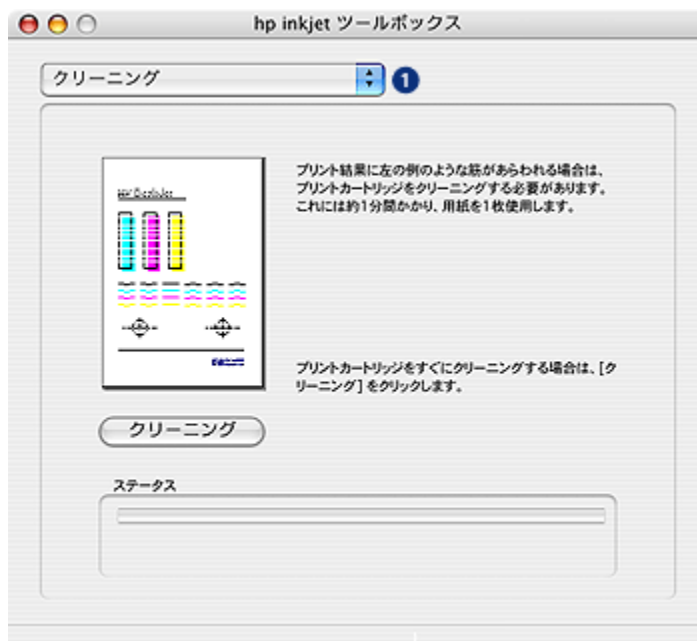 hp inkjet ツールボックス
クリーニング
1
プリント結果に左の例のような筋があらわれる場合は、
プリントカートリッジをクリーニングする必要があります。
これには約1分間かかり、用紙を1枚使用します。
プリントカートリッジをすぐにクリーニングする場合は、[ク
リーニング] をクリックします。
クリーニング
ステータス